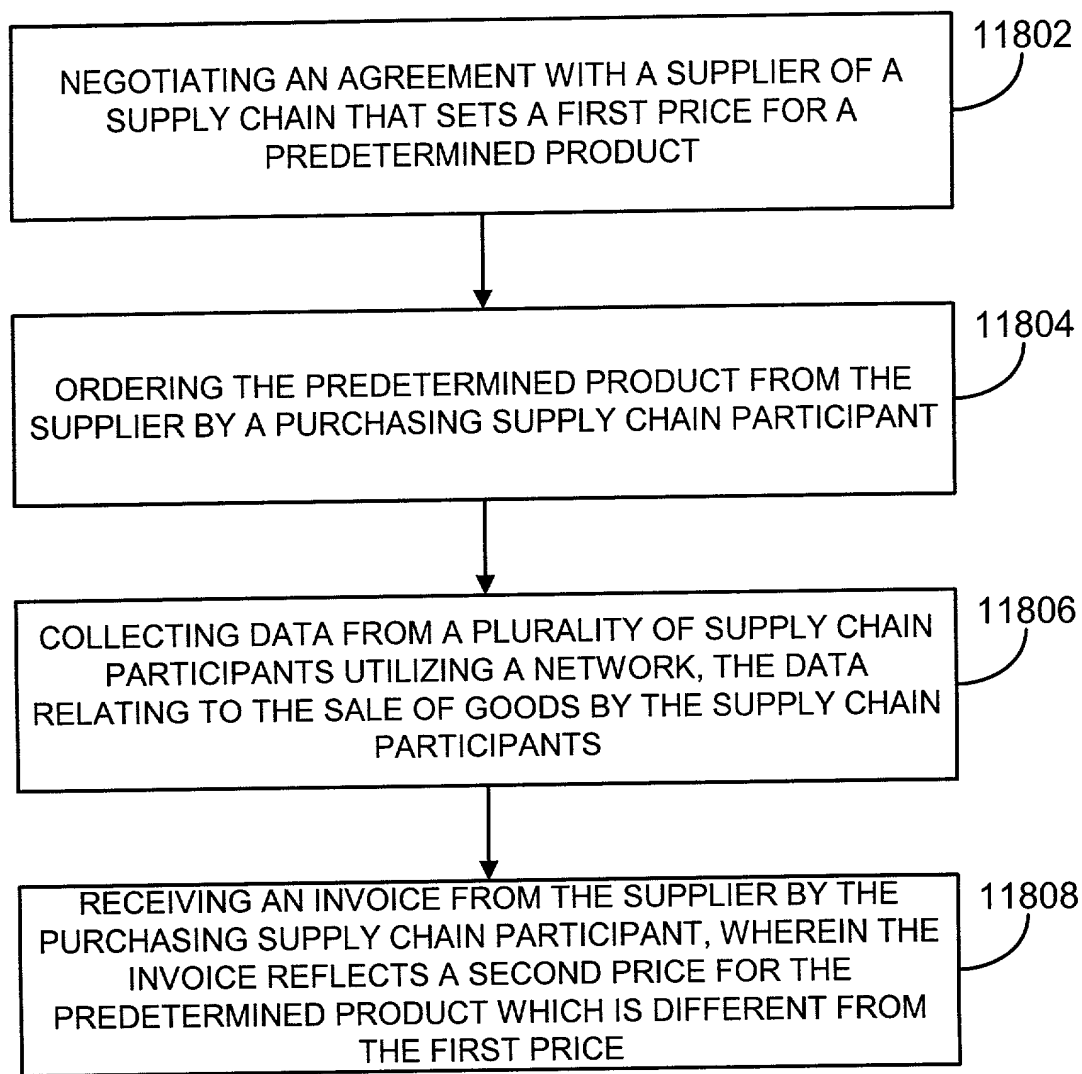 11802
NEGOTIATING AN AGREEMENT WITH A SUPPLIER OF A
SUPPLY CHAIN THAT SETS A FIRST PRICE FOR A
PREDETERMINED PRODUCT
11804
ORDERING THE PREDETERMINED PRODUCT FROM THE
SUPPLIER BY A PURCHASING SUPPLY CHAIN PARTICIPANT
11806
COLLECTING DATA FROM A PLURALITY OF SUPPLY CHAIN
PARTICIPANTS UTILIZING A NETWORK, THE DATA
RELATING TO THE SALE OF GOODS BY THE SUPPLY CHAIN
PARTICIPANTS
11808
RECEIVING AN INVOICE FROM THE SUPPLIER BY THE
PURCHASING SUPPLY CHAIN PARTICIPANT, WHEREIN THE
INVOICE REFLECTS A SECOND PRICE FOR THE
PREDETERMINED PRODUCT WHICH IS DIFFERENT FROM
THE FIRST PRICE